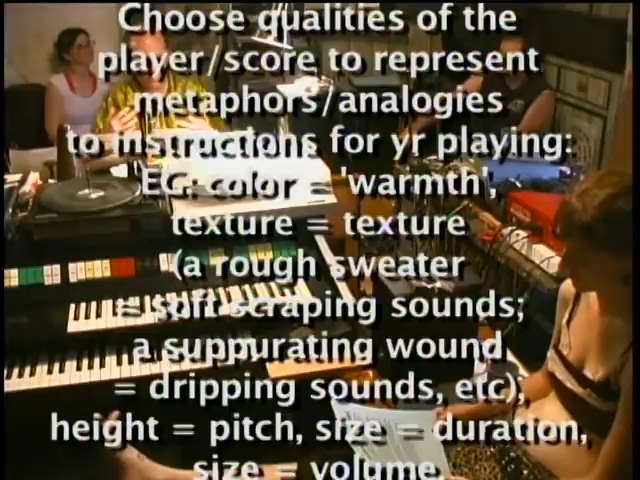 Choose qualities of the
player/score to represent
metaphors/analogies
to instructions for yr playing:
EG: color = 'warmth',
texture = texture
(a rough sweater
= soft scraping sounds;
a suppurating wound
= dripping sounds, etc);
height = pitch, size = duration,
size = volume.